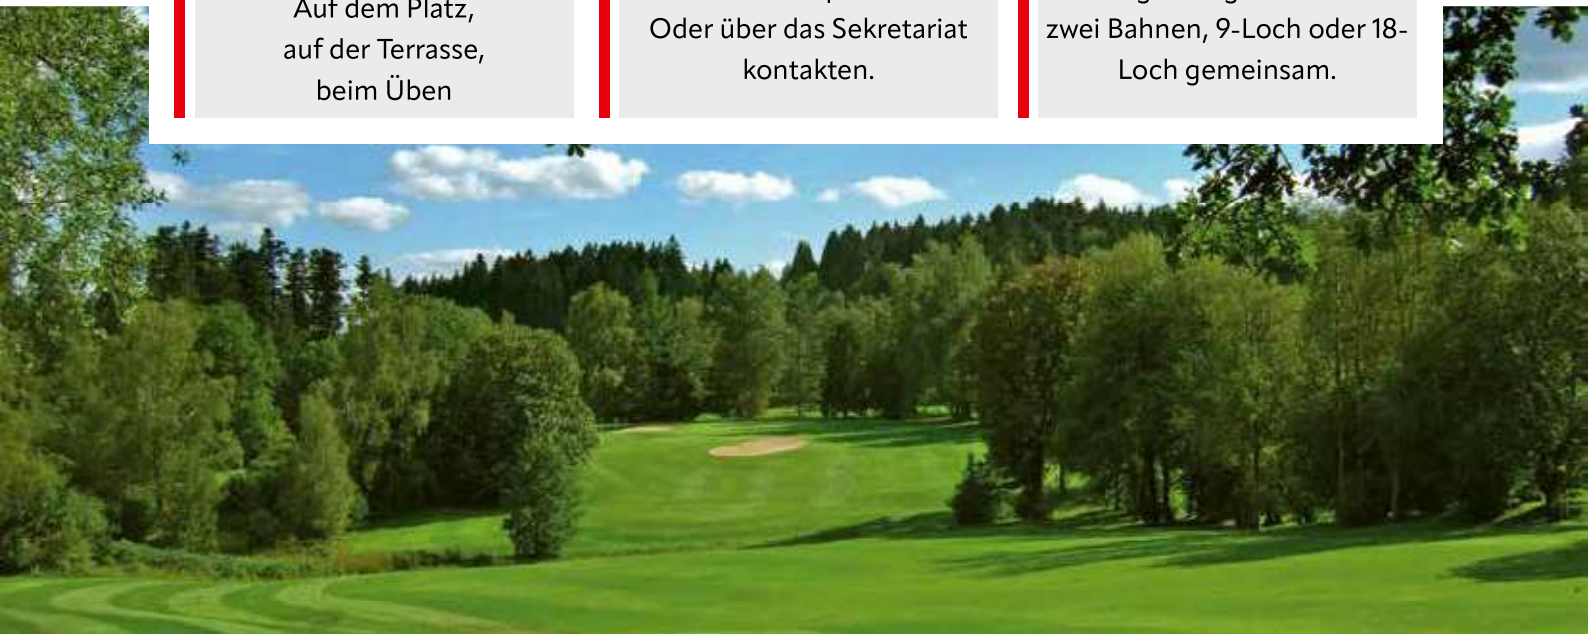 Auf dem Platz,
auf der Terrasse,
beim Üben
Oder über das Sekretariat
kontakten.
zwei Bahnen, 9-Loch oder 18-
Loch gemeinsam.